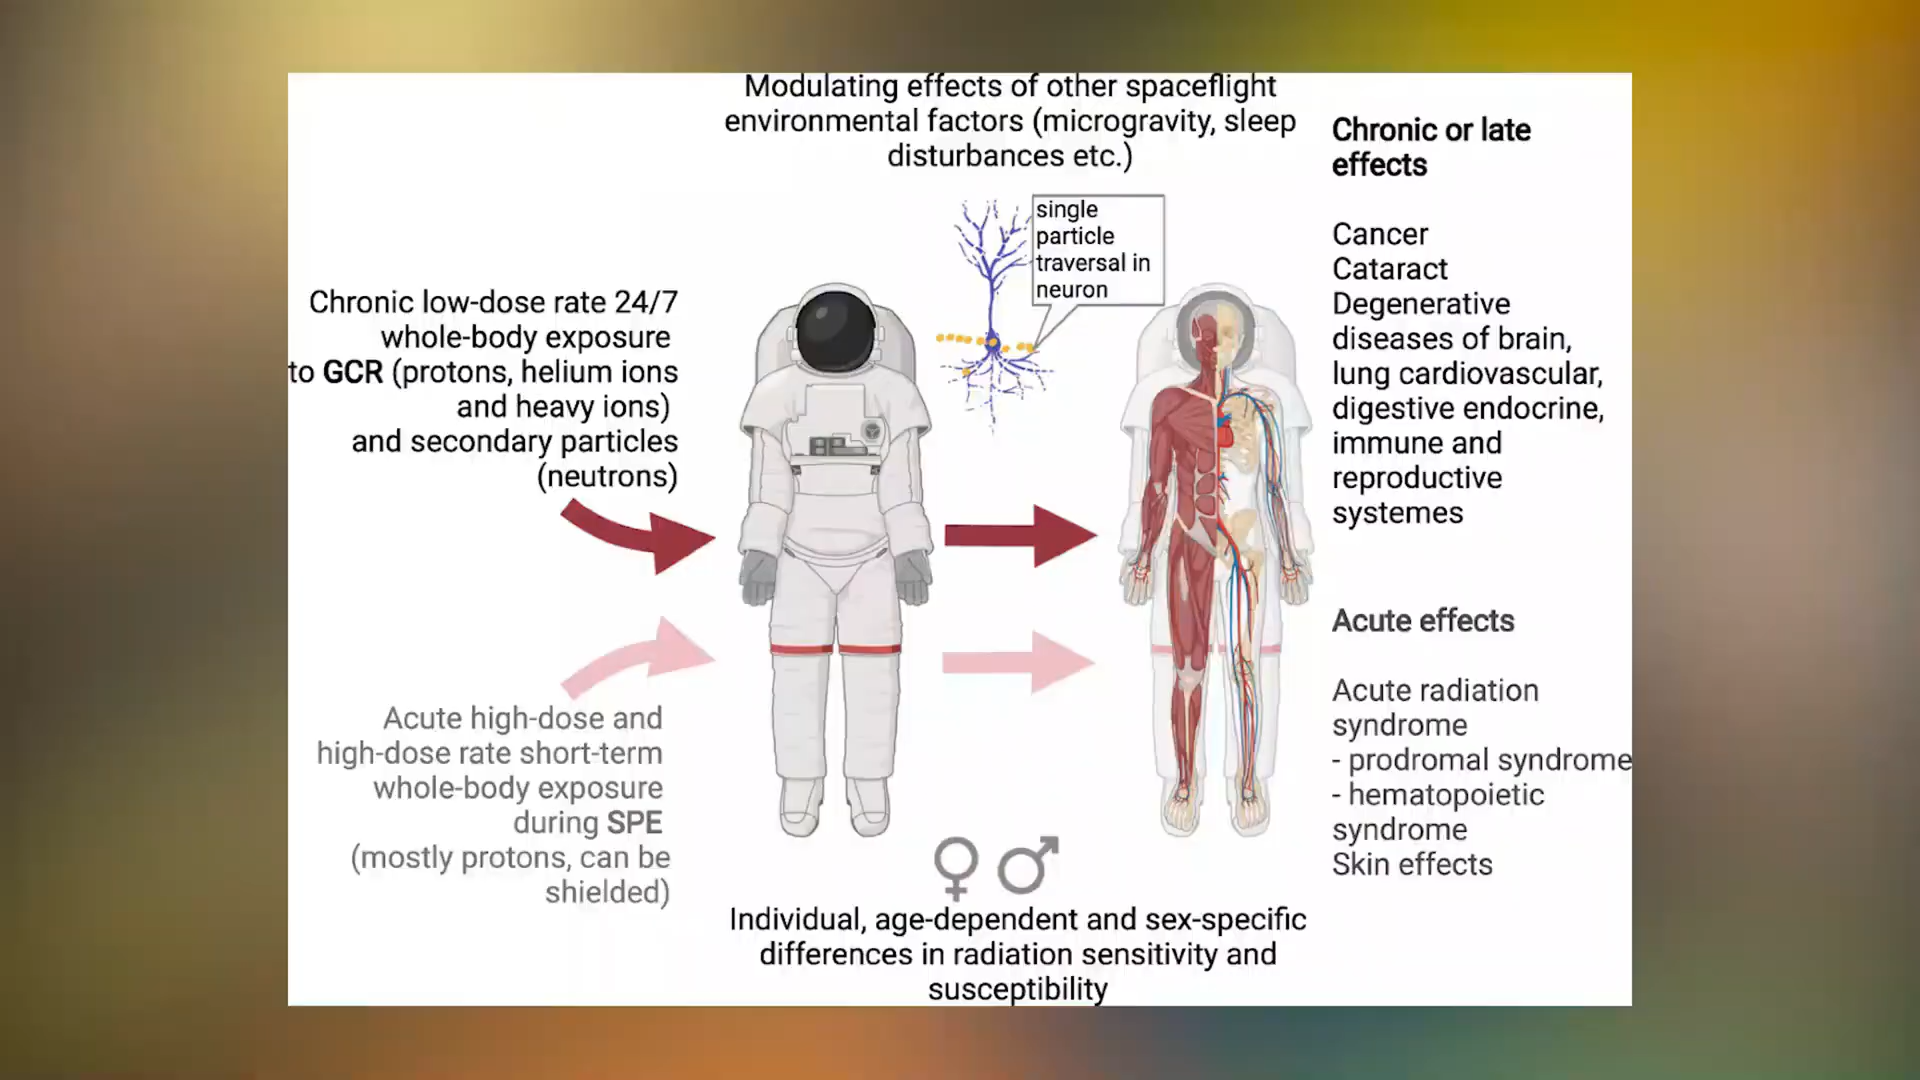 Modulating effects of other spaceflight
environmental factors (microgravity, sleep
disturbances etc.)
single
particle
traversal in
neuron
Chronic low-dose rate 24/7
whole-body exposure
to GCR (protons, helium ions
and heavy ions)
and secondary particles
(neutrons)
Acute high-dose and
high-dose rate short-term
whole-body exposure
during SPE
(mostly protons, can be
shielded)
Individual, age-dependent and sex-specific
differences in radiation sensitivity and
susceptibility
Chronic or late
effects
Cancer
Cataract
Degenerative
diseases of brain,
lung cardiovascular,
digestive endocrine,
immune and
reproductive
systemes
Acute effects
Acute radiation
syndrome
- prodromal syndrome
- hematopoietic
syndrome
Skin effects